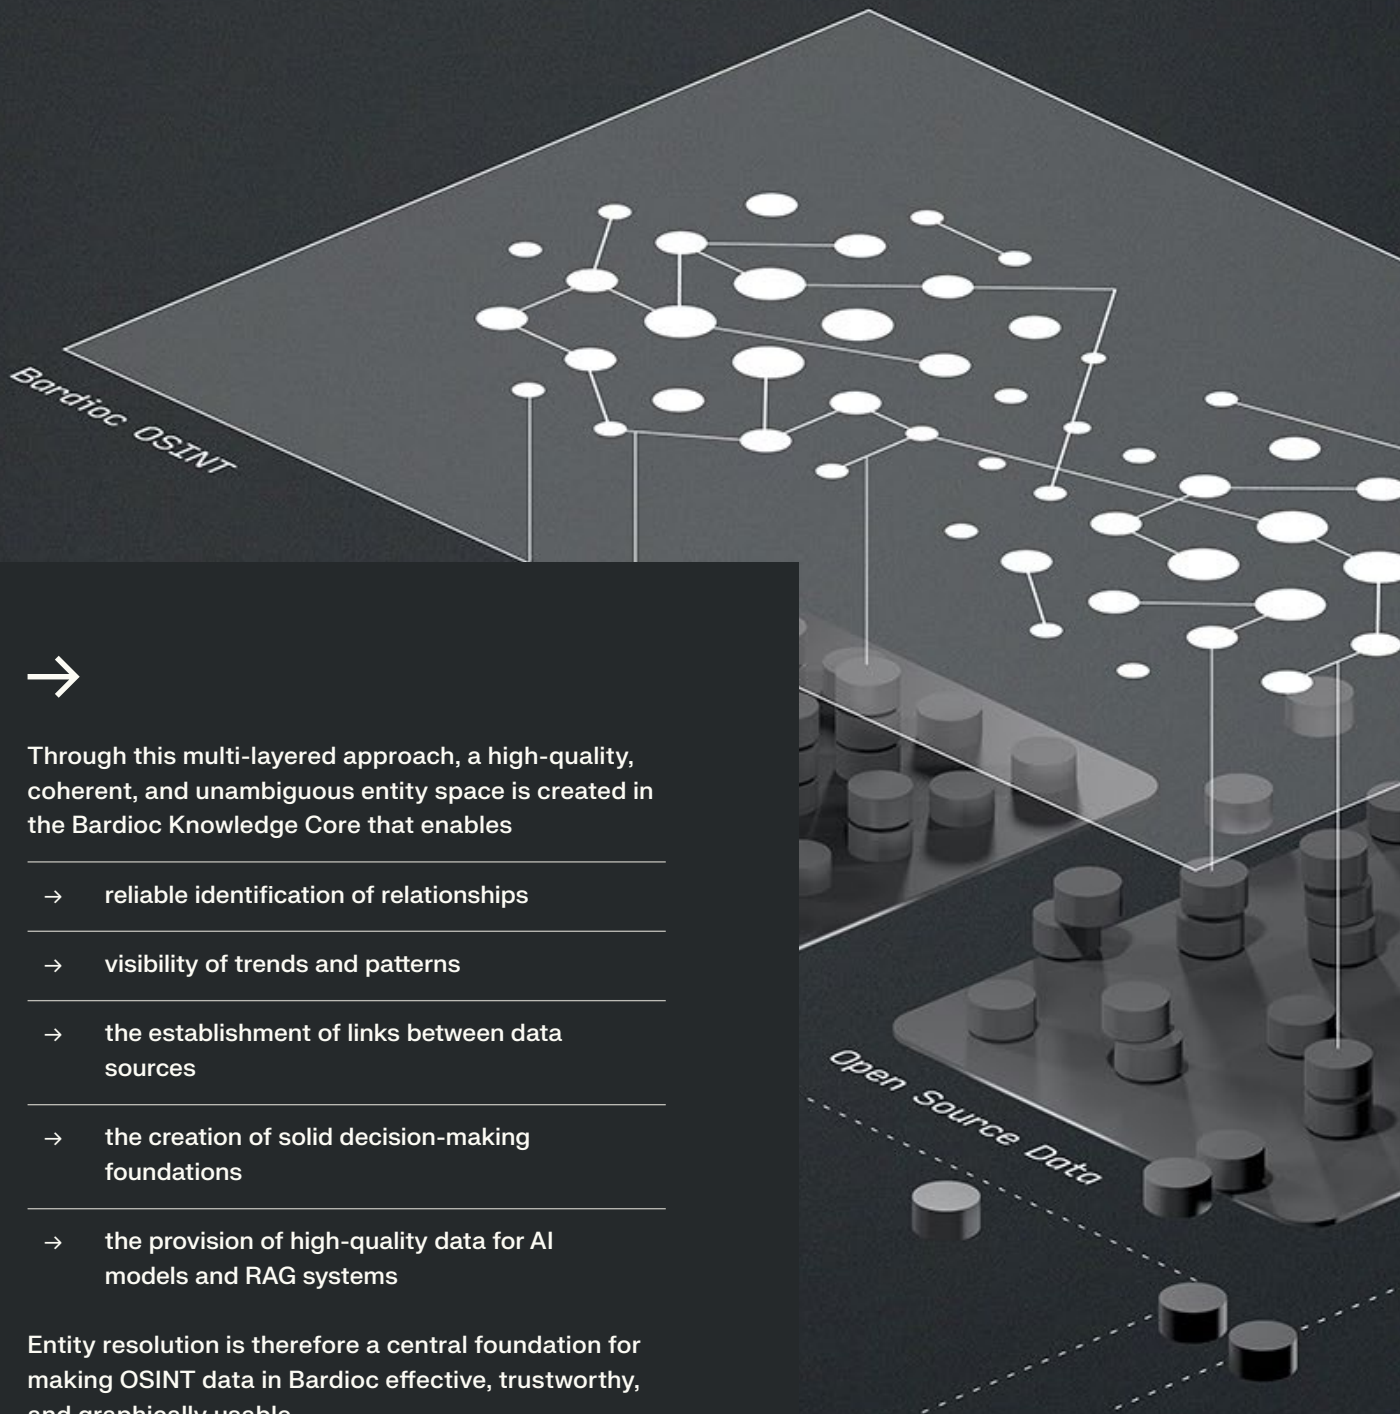 Bardioc OSINT
→
Through this multi-layered approach, a high-quality,
coherent, and unambiguous entity space is created in
the Bardioc Knowledge Core that enables
→ reliable identification of relationships
→ visibility of trends and patterns
→ the establishment of links between data
sources
→ the creation of solid decision-making
foundations
→ the provision of high-quality data for AI
models and RAG systems
Entity resolution is therefore a central foundation for
making OSINT data in Bardioc effective, trustworthy,
and graphically usable
Open Source Data